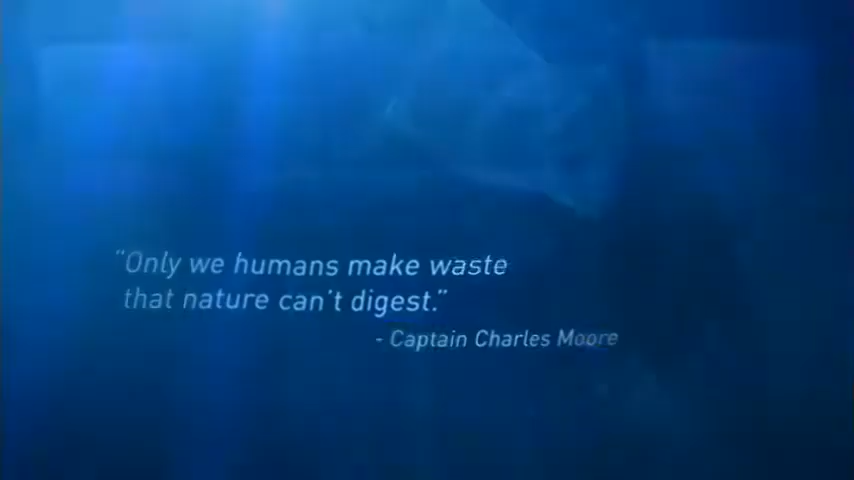 “Only we humans make waste
that nature can't digest.”
- Captain Charles Moore